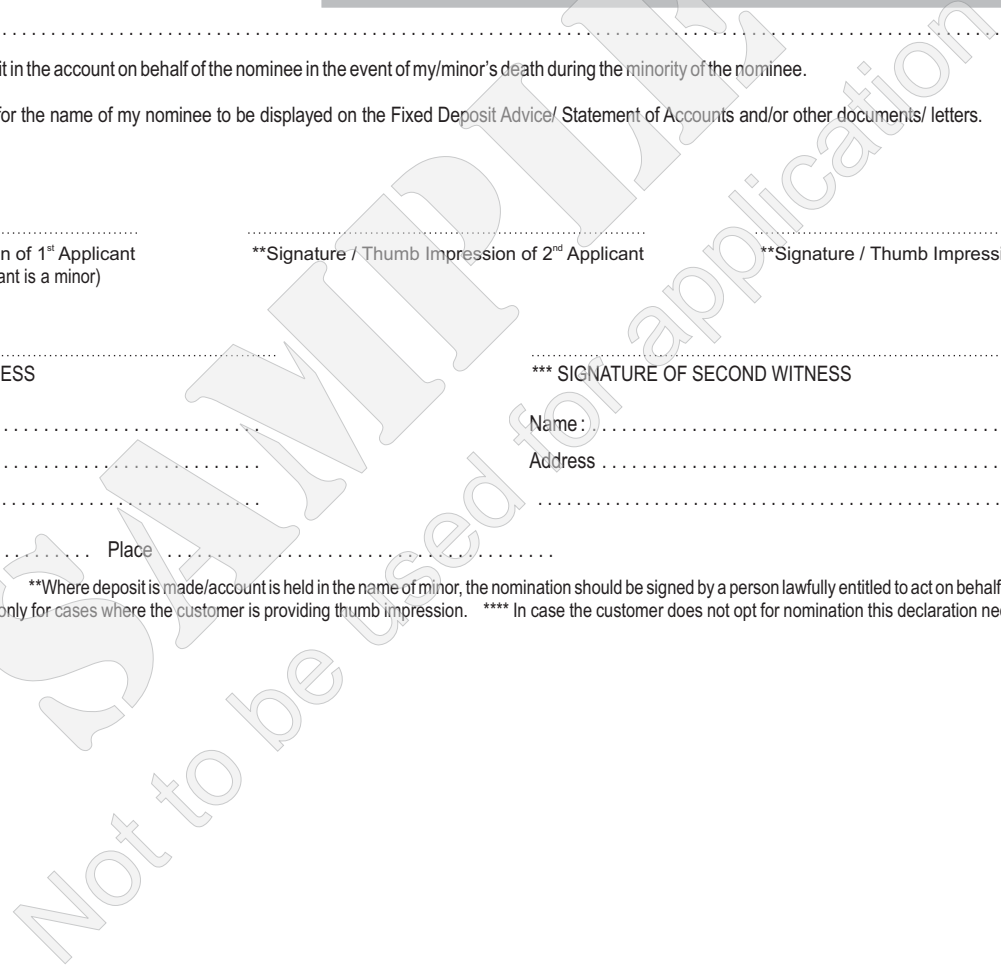 it in the account on behalf of the nominee in the event of my/minor's death during the minority of the nominee.
for the name of my nominee to be displayed on the Fixed Deposit Advice/ Statement of Accounts and/or other documents/ letters.
n of 1st Applicant **Signature / Thumb Impression of 2nd Applicant **Signature / Thumb Impressi
ant is a minor)
ESS *** SIGNATURE OF SECOND WITNESS
Name :
Address
Place
**Where deposit is made/account is held in the name of minor, the nomination should be signed by a person lawfully entitled to act on behalf
only for cases where the customer is providing thumb impression. **** In case the customer does not opt for nomination this declaration nee
SAMPLE
Not to be used for application